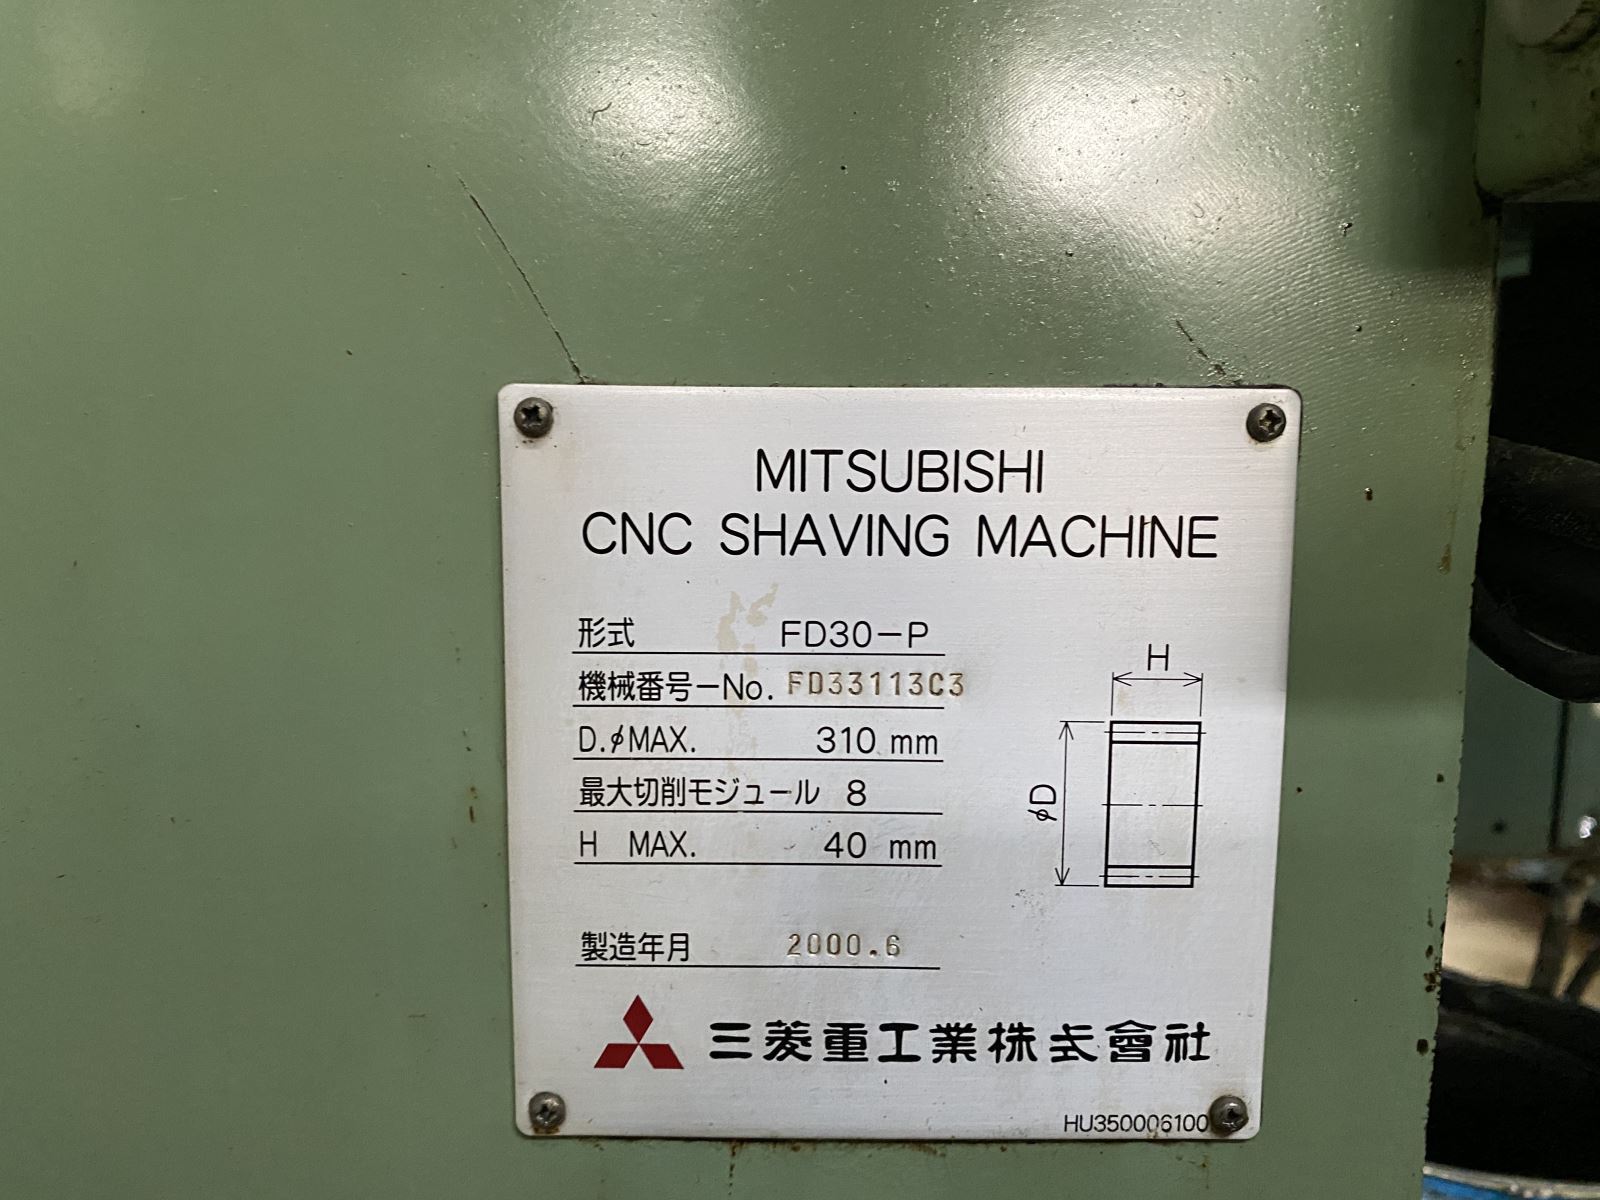 MITSUBISHI
CNC SHAVING MACHINE
形式 FD30-P
機械番号-No. FD33113C3
D.φMAX. 310 mm
最大切削モジュール 8
H MAX. 40 mm
H
φD
製造年月 2000.6
三菱重工業株式會社
HU350006100